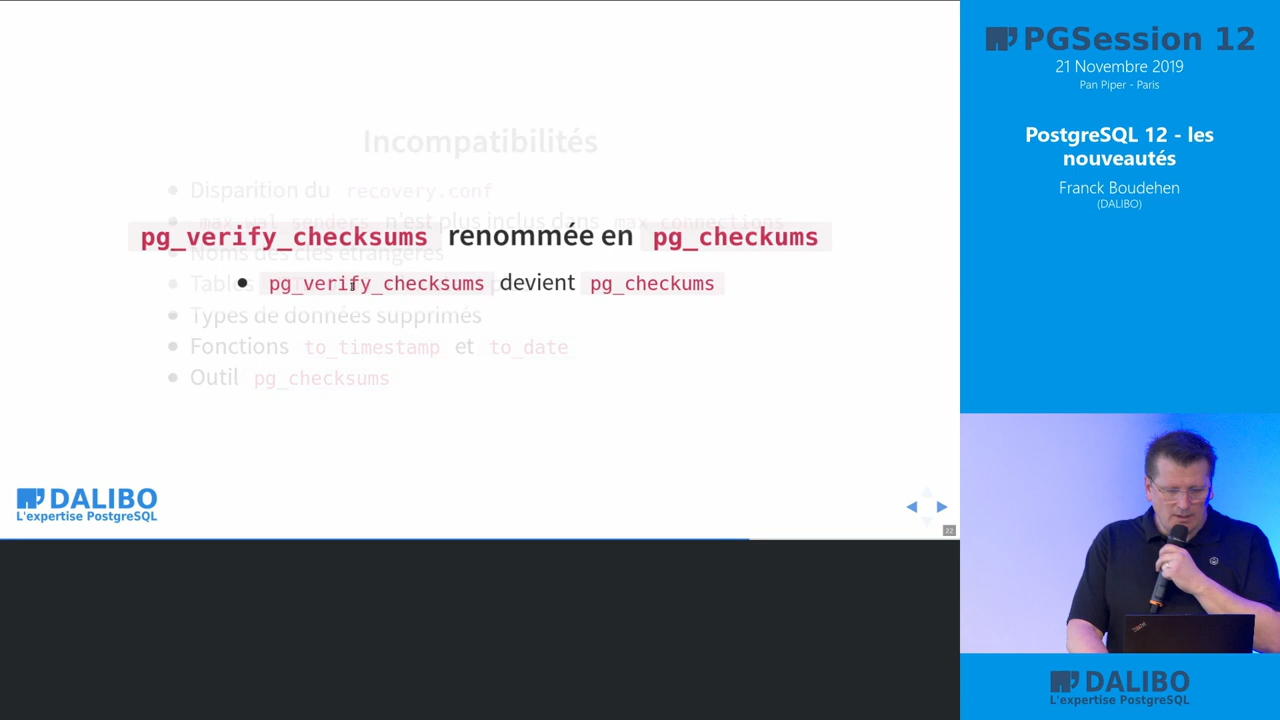 Incompatibilités
Disparition du recovery.conf
max_wal_senders n'est plus inclus dans max_connections
pg_verify_checksums renommée en pg_checkums
Noms des clés étrangères
Tables
pg_verify_checksums devient pg_checkums
Types de données supprimés
Fonctions to_timestamp et to_date
Outil pg_checksums
DALIBO
L'expertise PostgreSQL
22
PGSession 12
21 Novembre 2019
Pan Piper - Paris
PostgreSQL 12 - les
nouveautés
Franck Boudehen
(DALIBO)
DALIBO
L'expertise PostgreSQL